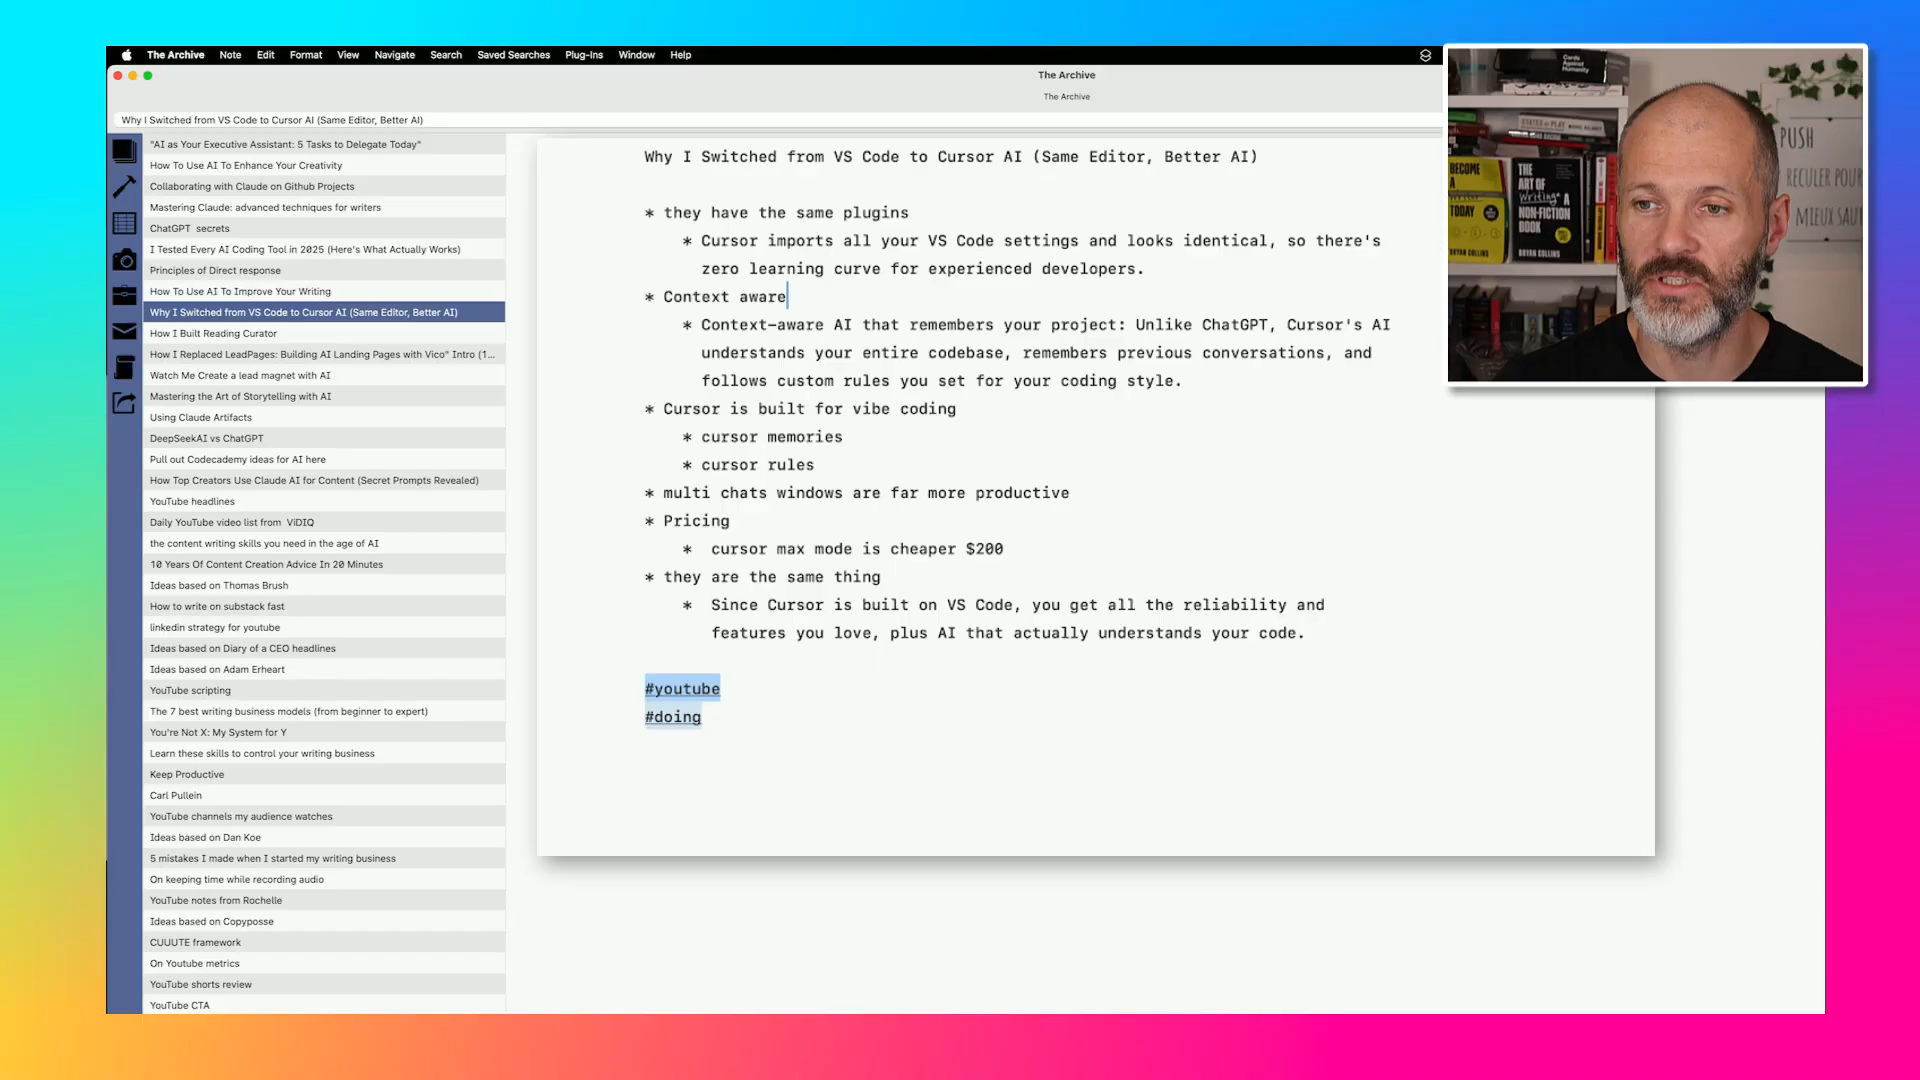 The Archive Note Edit Format View Navigate Search Saved Searches Plug-Ins Window Help
The Archive
The Archive
Why I Switched from VS Code to Cursor AI (Same Editor, Better AI)
"AI as Your Executive Assistant: 5 Tasks to Delegate Today"
How To Use AI To Enhance Your Creativity
Collaborating with Claude on Github Projects
Mastering Claude: advanced techniques for writers
ChatGPT secrets
I Tested Every AI Coding Tool in 2025 (Here's What Actually Works)
Principles of Direct response
How To Use AI To Improve Your Writing
Why I Switched from VS Code to Cursor AI (Same Editor, Better AI)
How I Built Reading Curator
How I Replaced LeadPages: Building AI Landing Pages with Vico" Intro (1...
Watch Me Create a lead magnet with AI
Mastering the Art of Storytelling with AI
Using Claude Artifacts
DeepSeekAI vs ChatGPT
Pull out Codecademy ideas for AI here
How Top Creators Use Claude AI for Content (Secret Prompts Revealed)
YouTube headlines
Daily YouTube video list from ViDIQ
the content writing skills you need in the age of AI
10 Years Of Content Creation Advice In 20 Minutes
Ideas based on Thomas Brush
How to write on substack fast
linkedin strategy for youtube
Ideas based on Diary of a CEO headlines
Ideas based on Adam Erheart
YouTube scripting
The 7 best writing business models (from beginner to expert)
You're Not X: My System for Y
Learn these skills to control your writing business
Keep Productive
Carl Pullein
YouTube channels my audience watches
Ideas based on Dan Koe
5 mistakes I made when I started my writing business
On keeping time while recording audio
YouTube notes from Rochelle
Ideas based on Copyposse
CUUUTE framework
On Youtube metrics
YouTube shorts review
YouTube CTA
Why I Switched from VS Code to Cursor AI (Same Editor, Better AI)
* they have the same plugins
* Cursor imports all your VS Code settings and looks identical, so there's
zero learning curve for experienced developers.
* Context aware
* Context-aware AI that remembers your project: Unlike ChatGPT, Cursor's AI
understands your entire codebase, remembers previous conversations, and
follows custom rules you set for your coding style.
* Cursor is built for vibe coding
* cursor memories
* cursor rules
* multi chats windows are far more productive
* Pricing
* cursor max mode is cheaper $200
* they are the same thing
* Since Cursor is built on VS Code, you get all the reliability and
features you love, plus AI that actually understands your code.
#youtube
#doing
Cards
Against
Humanity
BECOME
A
TODAY
BRYAN COLLINS
THE
ART OF
Writing
A
NON-FICTION
BOOK
BRYAN COLLINS
PUSH
RECULER POUR
MIEUX SAUT